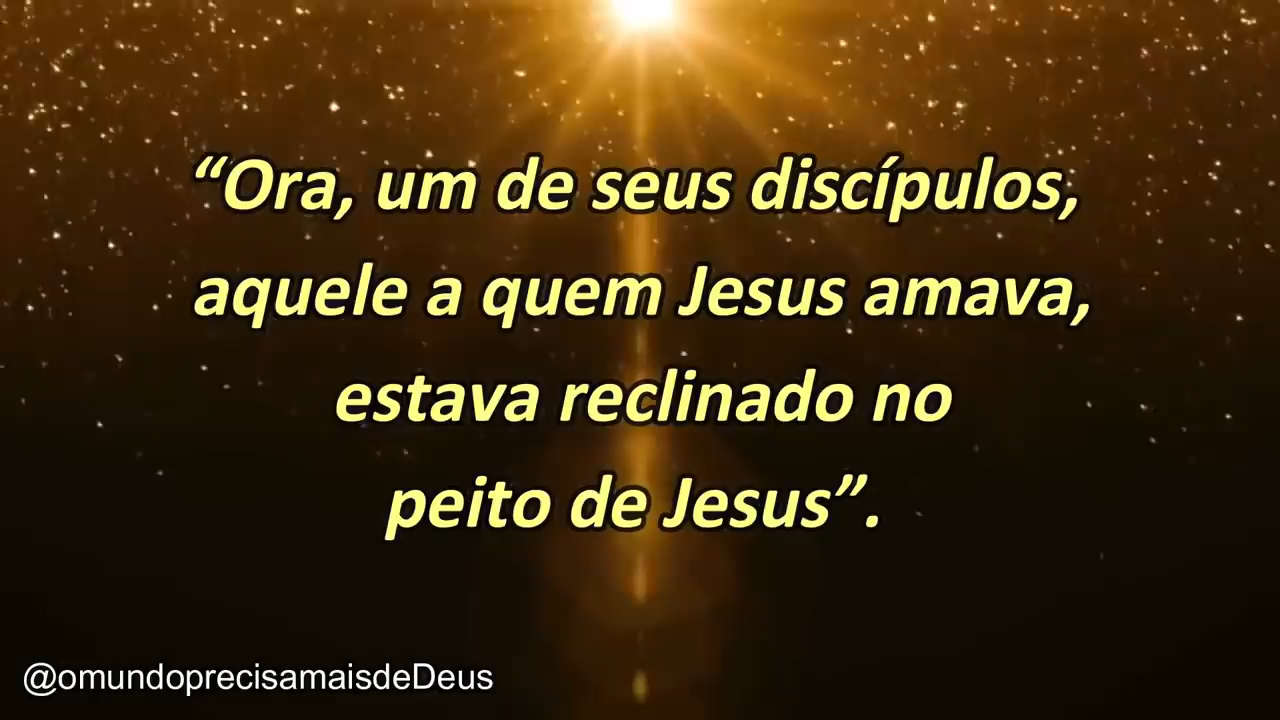 “Ora, um de seus discípulos,
aquele a quem Jesus amava,
estava reclinado no
peito de Jesus”.
@omundoprecisamaisdeDeus